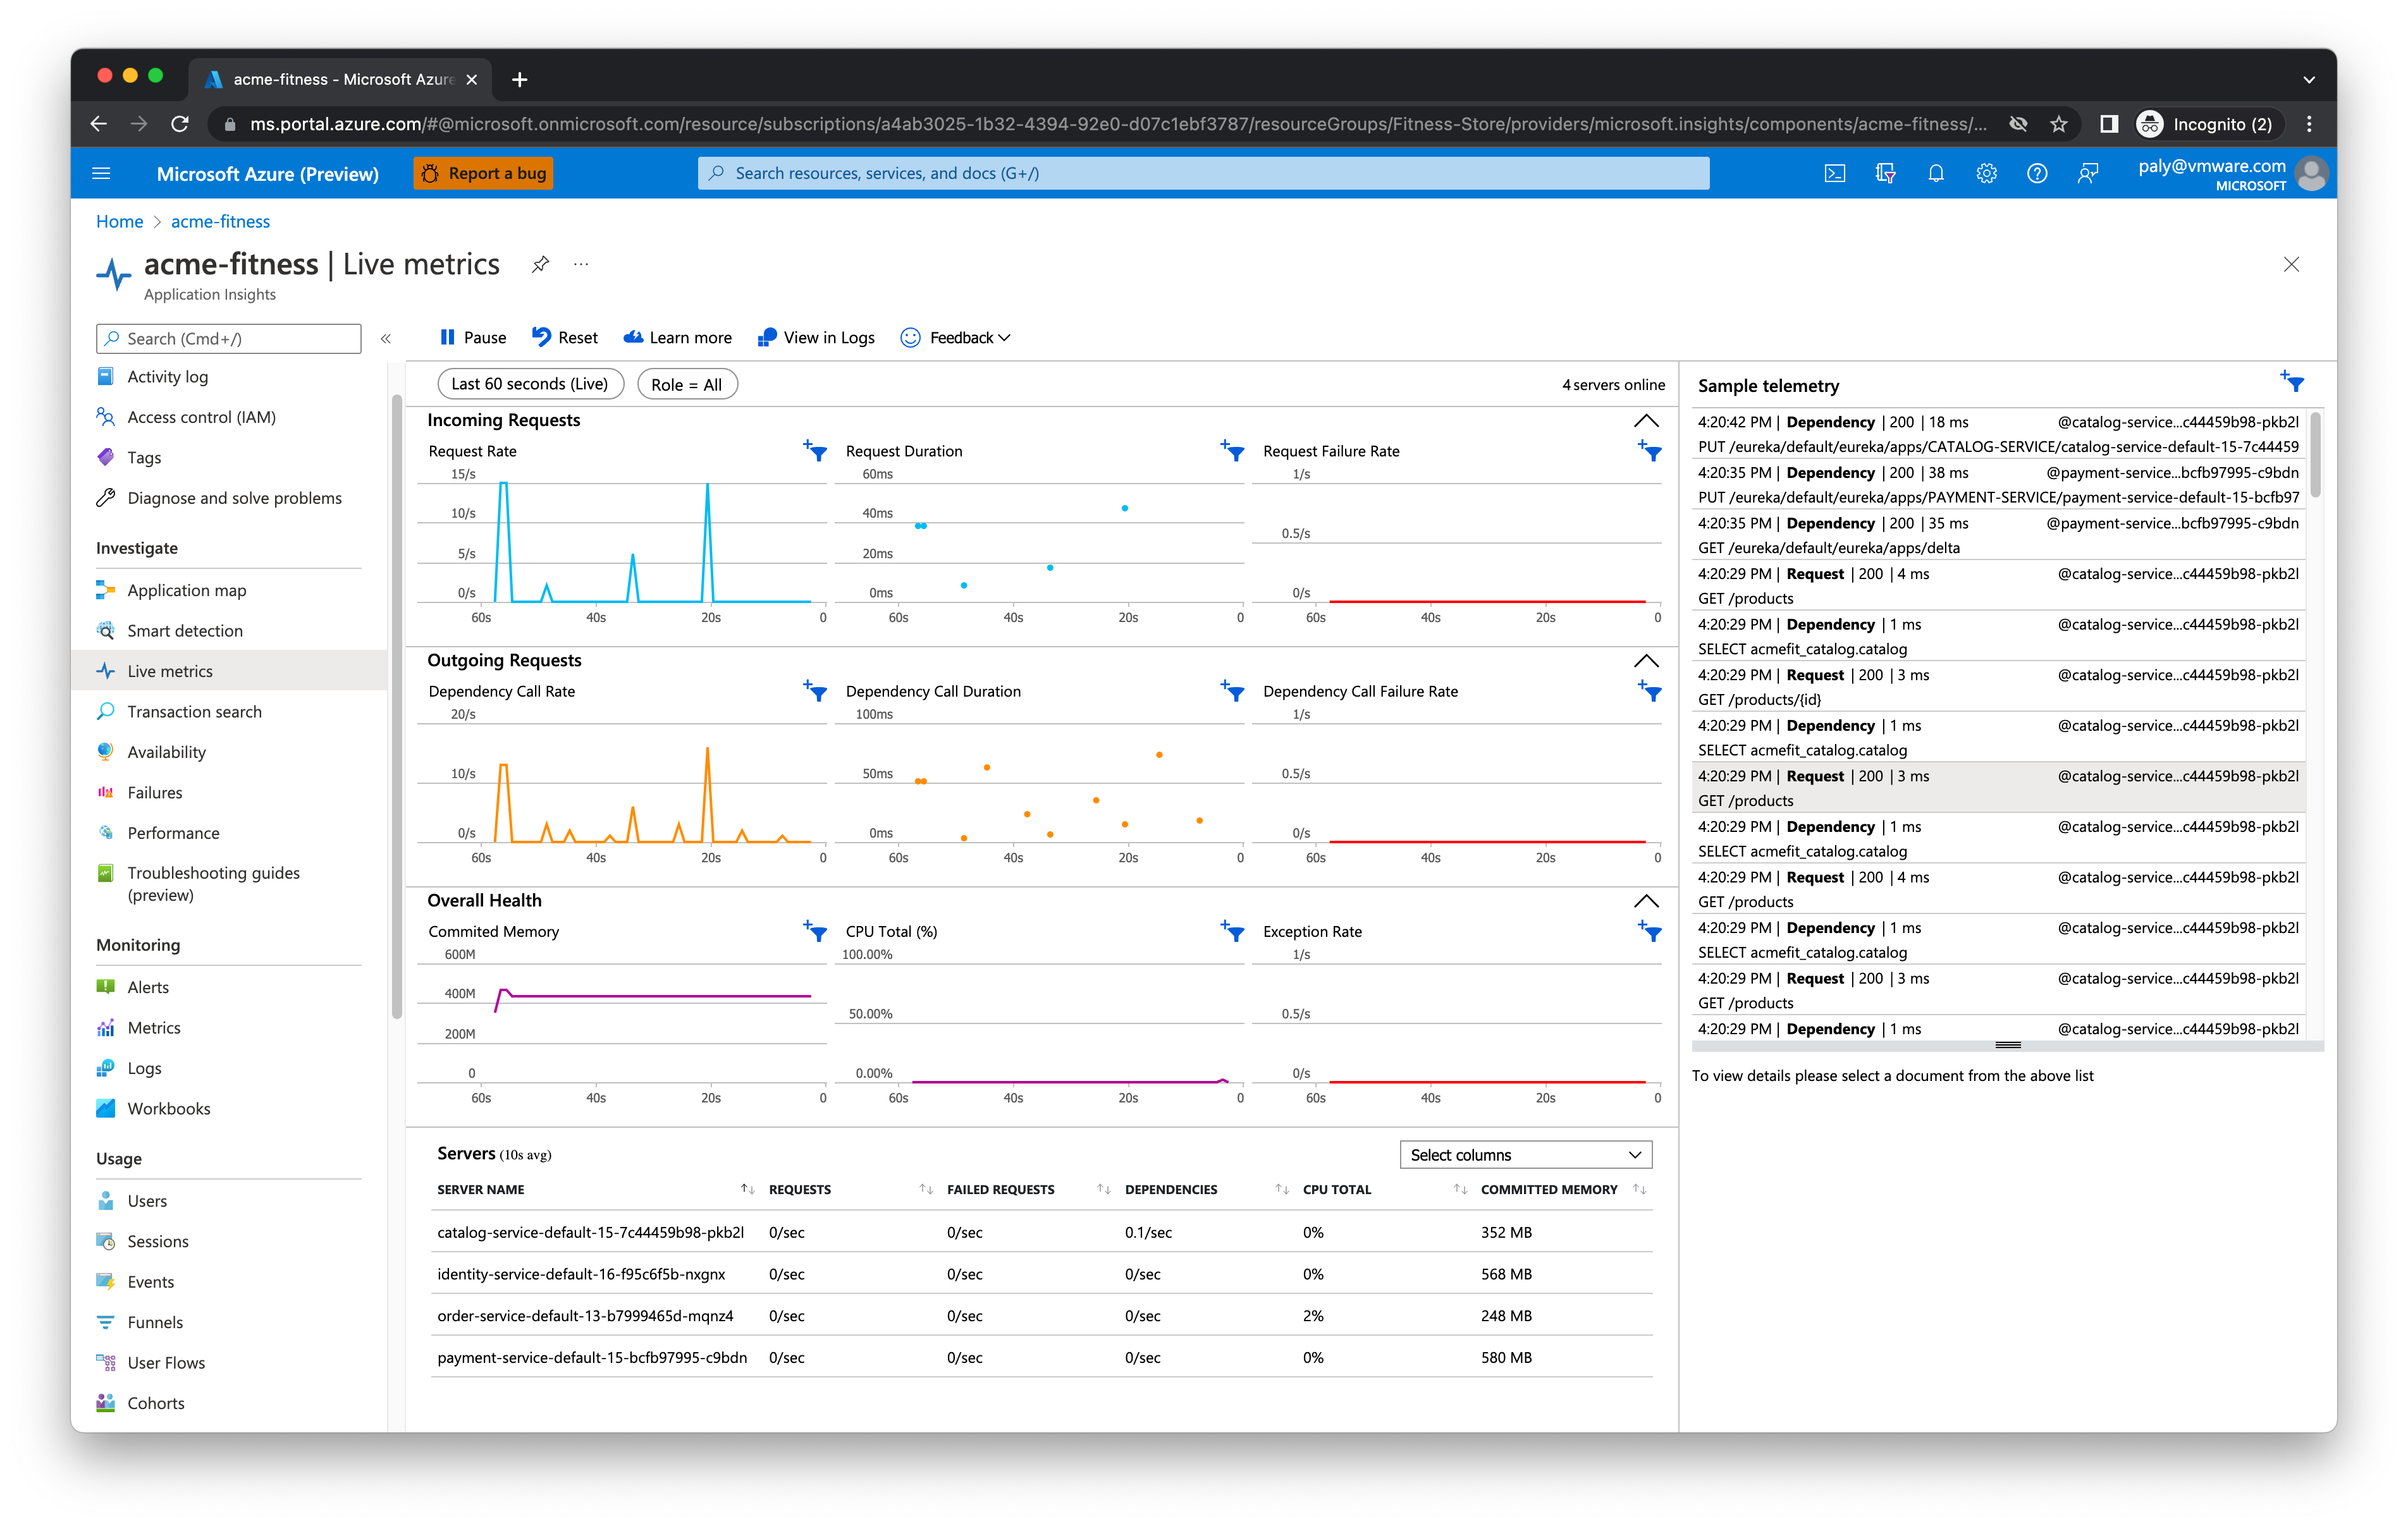 acme-fitness - Microsoft Azure
ms.portal.azure.com/#@microsoft.onmicrosoft.com/resource/subscriptions/a4ab3025-1b32-4394-92e0-d07c1ebf3787/resourceGroups/Fitness-Store/providers/microsoft.insights/components/acme-fitness/...
Incognito (2)
Microsoft Azure (Preview)
Report a bug
Search resources, services, and docs (G+/)
paly@vmware.com
MICROSOFT
Home > acme-fitness
acme-fitness | Live metrics
Application Insights
Search (Cmd+/)
Activity log
Access control (IAM)
Tags
Diagnose and solve problems
Investigate
Application map
Smart detection
Live metrics
Transaction search
Availability
Failures
Performance
Troubleshooting guides
(preview)
Monitoring
Alerts
Metrics
Logs
Workbooks
Usage
Users
Sessions
Events
Funnels
User Flows
Cohorts
Pause Reset Learn more View in Logs Feedback
Last 60 seconds (Live) Role = All 4 servers online
Incoming Requests
Request Rate
15/s
10/s
5/s
0/s
60s 40s 20s 0
Request Duration
60ms
40ms
20ms
0ms
60s 40s 20s 0
Request Failure Rate
1/s
0.5/s
0/s
60s 40s 20s 0
Outgoing Requests
Dependency Call Rate
20/s
10/s
0/s
60s 40s 20s 0
Dependency Call Duration
100ms
50ms
0ms
60s 40s 20s 0
Dependency Call Failure Rate
1/s
0.5/s
0/s
60s 40s 20s 0
Overall Health
Commited Memory
600M
400M
200M
0
60s 40s 20s 0
CPU Total (%)
100.00%
50.00%
0.00%
60s 40s 20s 0
Exception Rate
1/s
0.5/s
0/s
60s 40s 20s 0
Servers (10s avg)
Select columns
SERVER NAME REQUESTS FAILED REQUESTS DEPENDENCIES CPU TOTAL COMMITTED MEMORY
catalog-service-default-15-7c44459b98-pkb2l 0/sec 0/sec 0.1/sec 0% 352 MB
identity-service-default-16-f95c6f5b-nxgnx 0/sec 0/sec 0/sec 0% 568 MB
order-service-default-13-b7999465d-mqnz4 0/sec 0/sec 0/sec 2% 248 MB
payment-service-default-15-bcfb97995-c9bdn 0/sec 0/sec 0/sec 0% 580 MB
Sample telemetry
4:20:42 PM | Dependency | 200 | 18 ms @catalog-service...c44459b98-pkb2l
PUT /eureka/default/eureka/apps/CATALOG-SERVICE/catalog-service-default-15-7c44459
4:20:35 PM | Dependency | 200 | 38 ms @payment-service...bcfb97995-c9bdn
PUT /eureka/default/eureka/apps/PAYMENT-SERVICE/payment-service-default-15-bcfb97
4:20:35 PM | Dependency | 200 | 35 ms @payment-service...bcfb97995-c9bdn
GET /eureka/default/eureka/apps/delta
4:20:29 PM | Request | 200 | 4 ms @catalog-service...c44459b98-pkb2l
GET /products
4:20:29 PM | Dependency | 1 ms @catalog-service...c44459b98-pkb2l
SELECT acmefit_catalog.catalog
4:20:29 PM | Request | 200 | 3 ms @catalog-service...c44459b98-pkb2l
GET /products/{id}
4:20:29 PM | Dependency | 1 ms @catalog-service...c44459b98-pkb2l
SELECT acmefit_catalog.catalog
4:20:29 PM | Request | 200 | 3 ms @catalog-service...c44459b98-pkb2l
GET /products
4:20:29 PM | Dependency | 1 ms @catalog-service...c44459b98-pkb2l
SELECT acmefit_catalog.catalog
4:20:29 PM | Request | 200 | 4 ms @catalog-service...c44459b98-pkb2l
GET /products
4:20:29 PM | Dependency | 1 ms @catalog-service...c44459b98-pkb2l
SELECT acmefit_catalog.catalog
4:20:29 PM | Request | 200 | 3 ms @catalog-service...c44459b98-pkb2l
GET /products
4:20:29 PM | Dependency | 1 ms @catalog-service...c44459b98-pkb2l
To view details please select a document from the above list